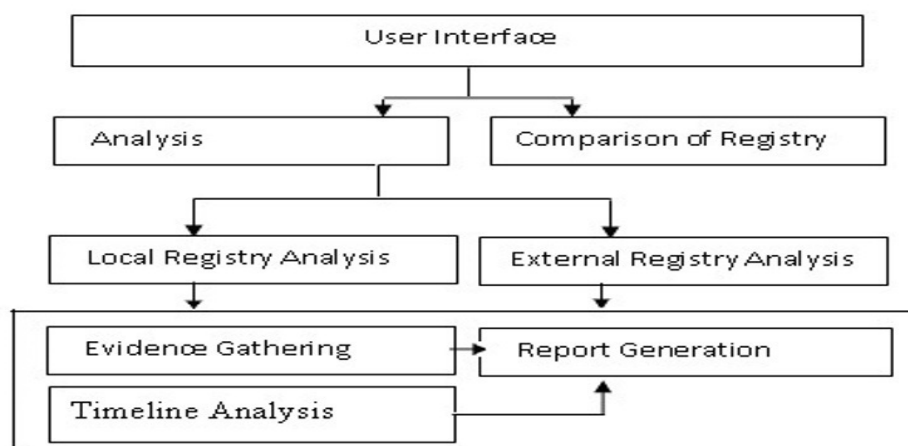 User Interface
Analysis
Comparison of Registry
Local Registry Analysis
External Registry Analysis
Evidence Gathering
Report Generation
Timeline Analysis